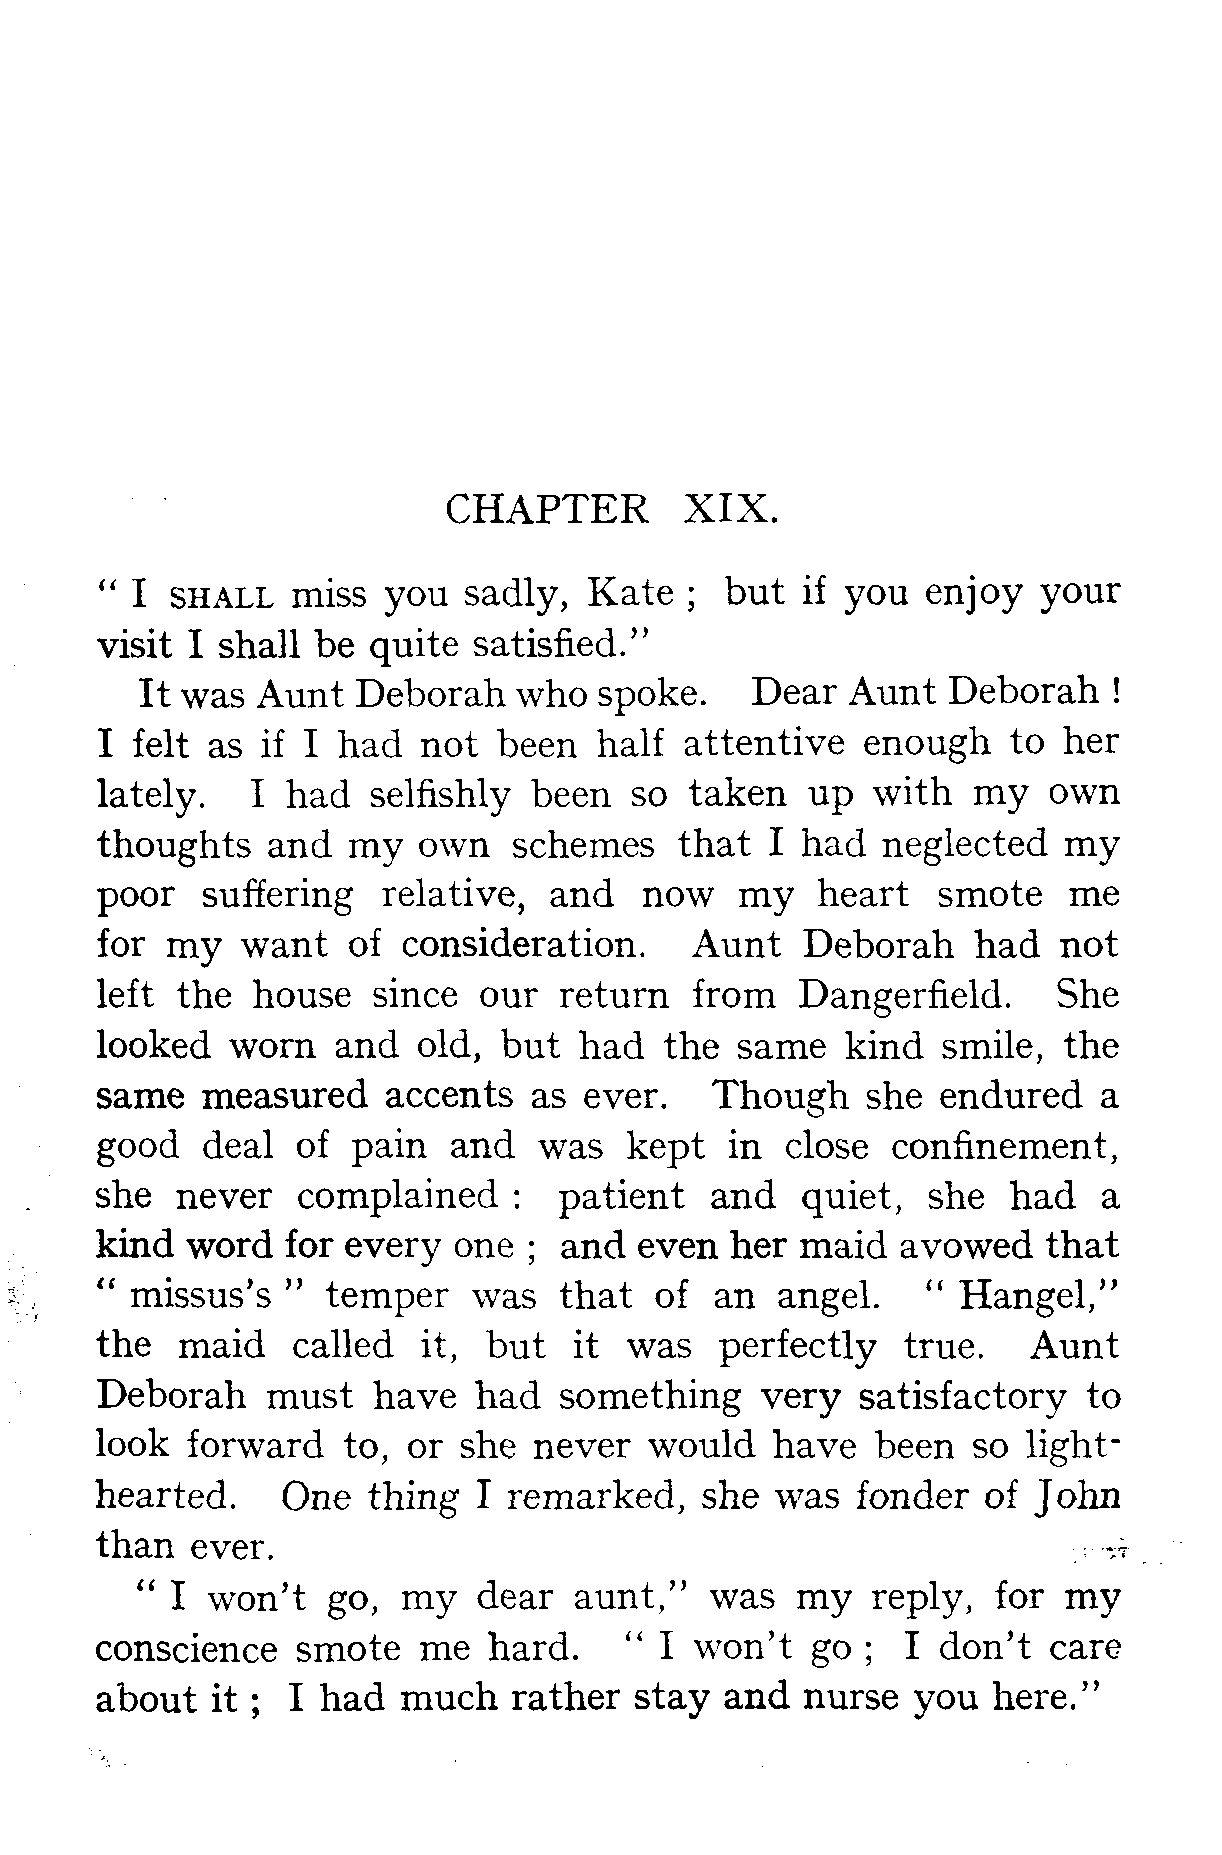 CHAPTER XIX.
“ I SHALL miss you sadly, Kate ; but if you enjoy your
visit I shall be quite satisfied.”
It was Aunt Deborah who spoke. Dear Aunt Deborah !
I felt as if I had not been half attentive enough to her
lately. I had selfishly been so taken up with my own
thoughts and my own schemes that I had neglected my
poor suffering relative, and now my heart smote me
for my want of consideration. Aunt Deborah had not
left the house since our return from Dangerfield. She
looked worn and old, but had the same kind smile, the
same measured accents as ever. Though she endured a
good deal of pain and was kept in close confinement,
she never complained : patient and quiet, she had a
kind word for every one ; and even her maid avowed that
“ missus’s ” temper was that of an angel. “ Hangel,”
the maid called it, but it was perfectly true. Aunt
Deborah must have had something very satisfactory to
look forward to, or she never would have been so light-
hearted. One thing I remarked, she was fonder of John
than ever.
“ I won’t go, my dear aunt,” was my reply, for my
conscience smote me hard. “ I won’t go ; I don’t care
about it ; I had much rather stay and nurse you here.”